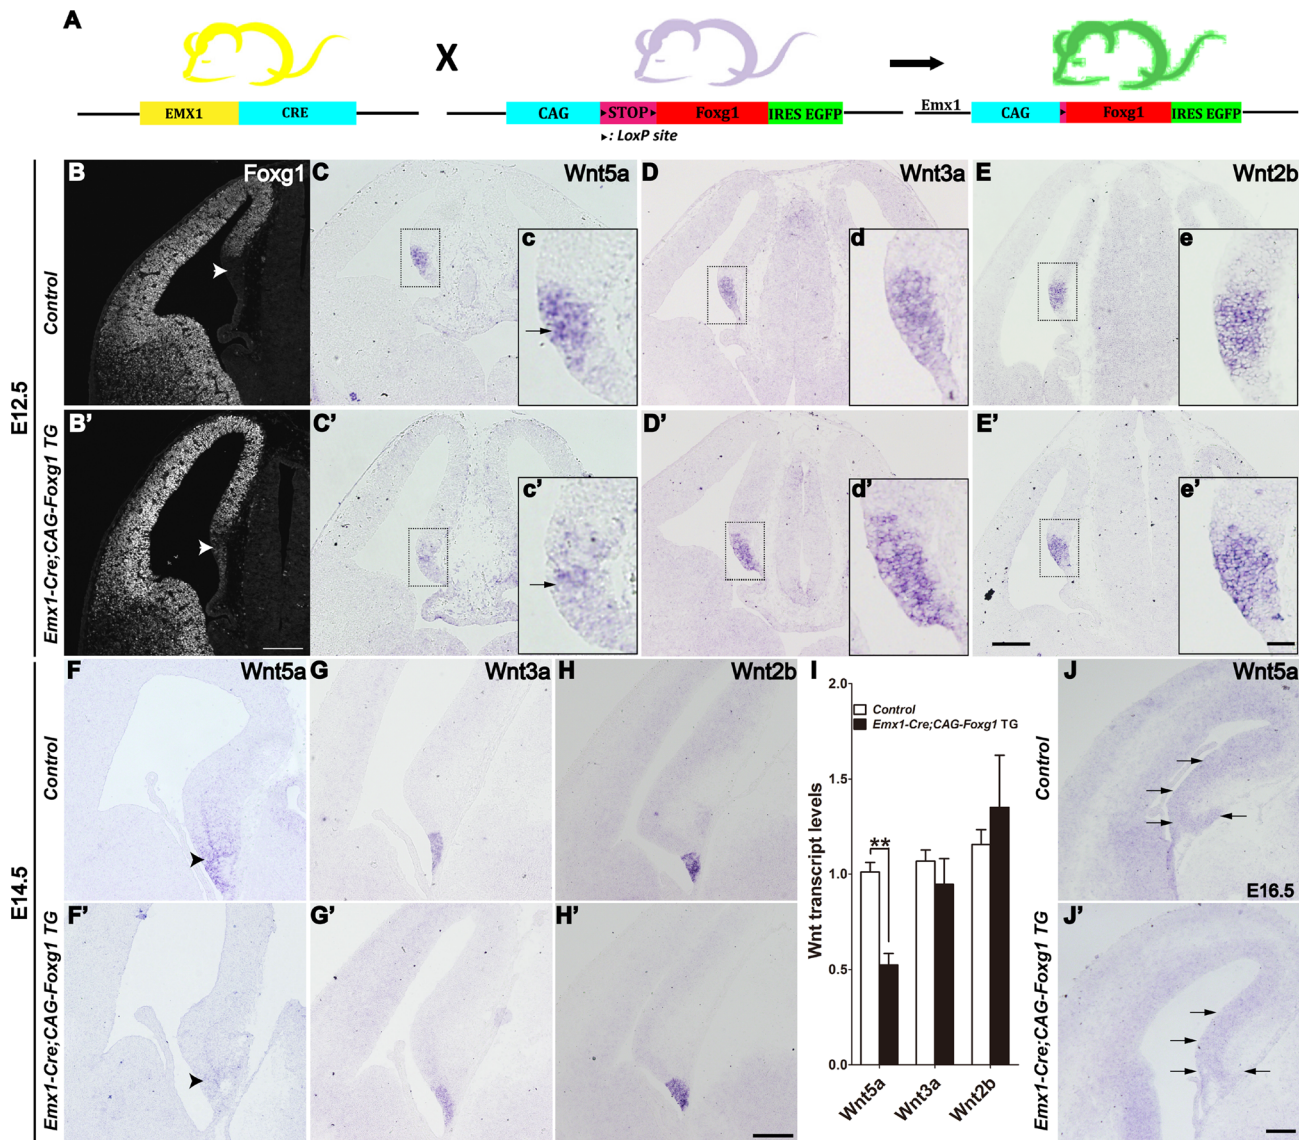 A
X
EMX1 CRE
CAG STOP Foxg1 IRES EGFP
Emx1
CAG Foxg1 IRES EGFP
: LoxP site
E12.5
Control
B Foxg1
C Wnt5a
c
D Wnt3a
d
E Wnt2b
e
Emx1-Cre;CAG-Foxg1 TG
B'
C'
c'
D'
d'
E'
e'
E14.5
Control
F Wnt5a
G Wnt3a
H Wnt2b
Emx1-Cre;CAG-Foxg1 TG
F'
G'
H'
I
Wnt transcript levels
2.0
1.5
1.0
0.5
0.0
Control
Emx1-Cre;CAG-Foxg1 TG
**
Wnt5a
Wnt3a
Wnt2b
Control
J Wnt5a
E16.5
Emx1-Cre;CAG-Foxg1 TG
J'